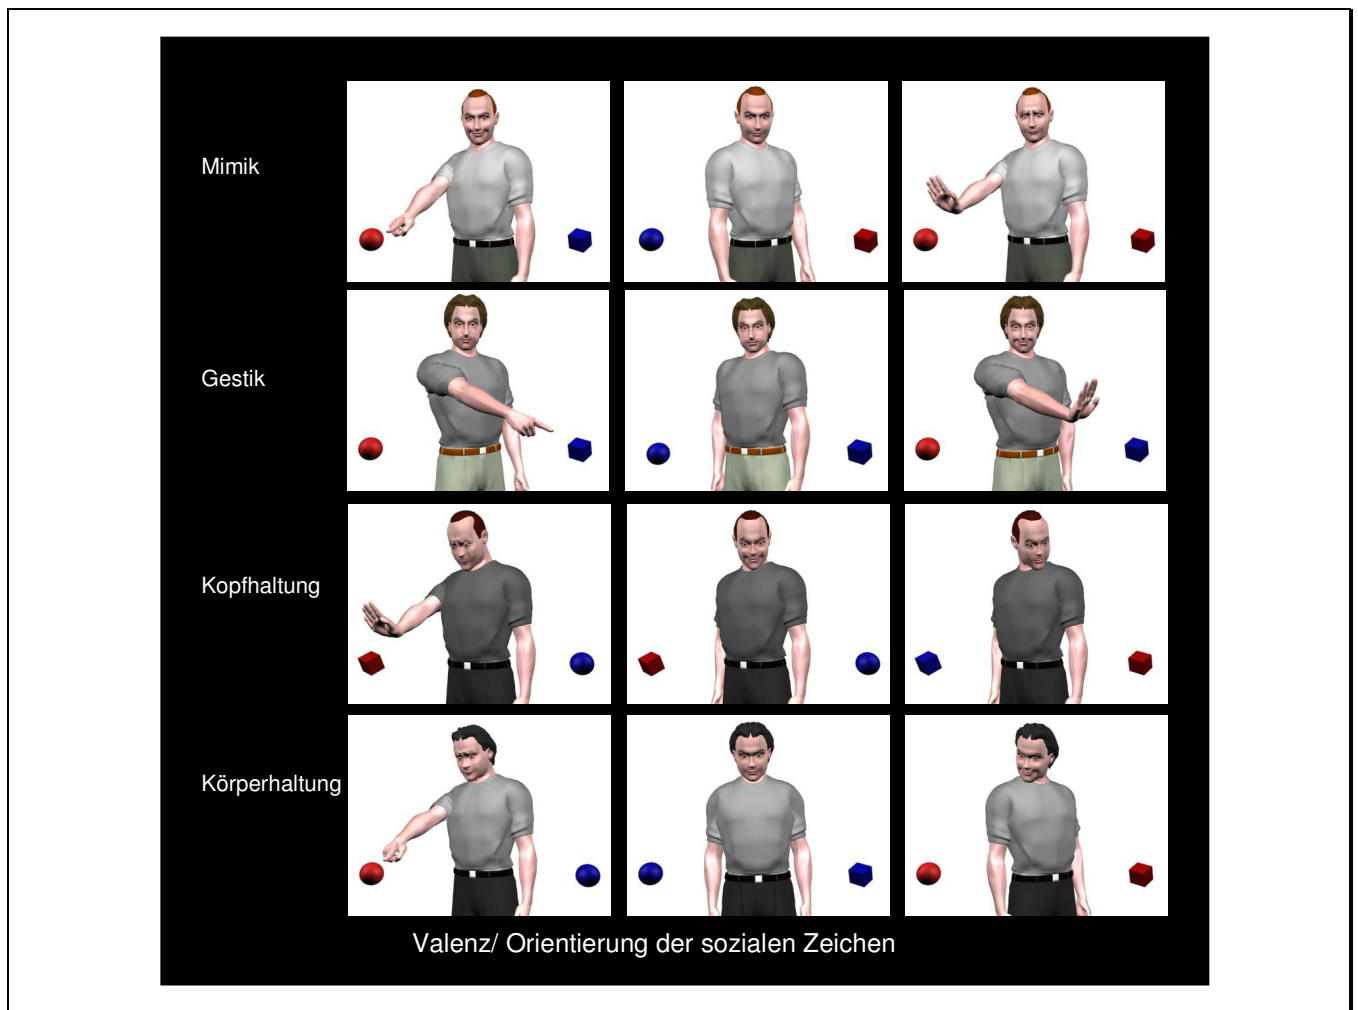 Mimik
Gestik
Kopfhaltung
Körperhaltung
Valenz/ Orientierung der sozialen Zeichen